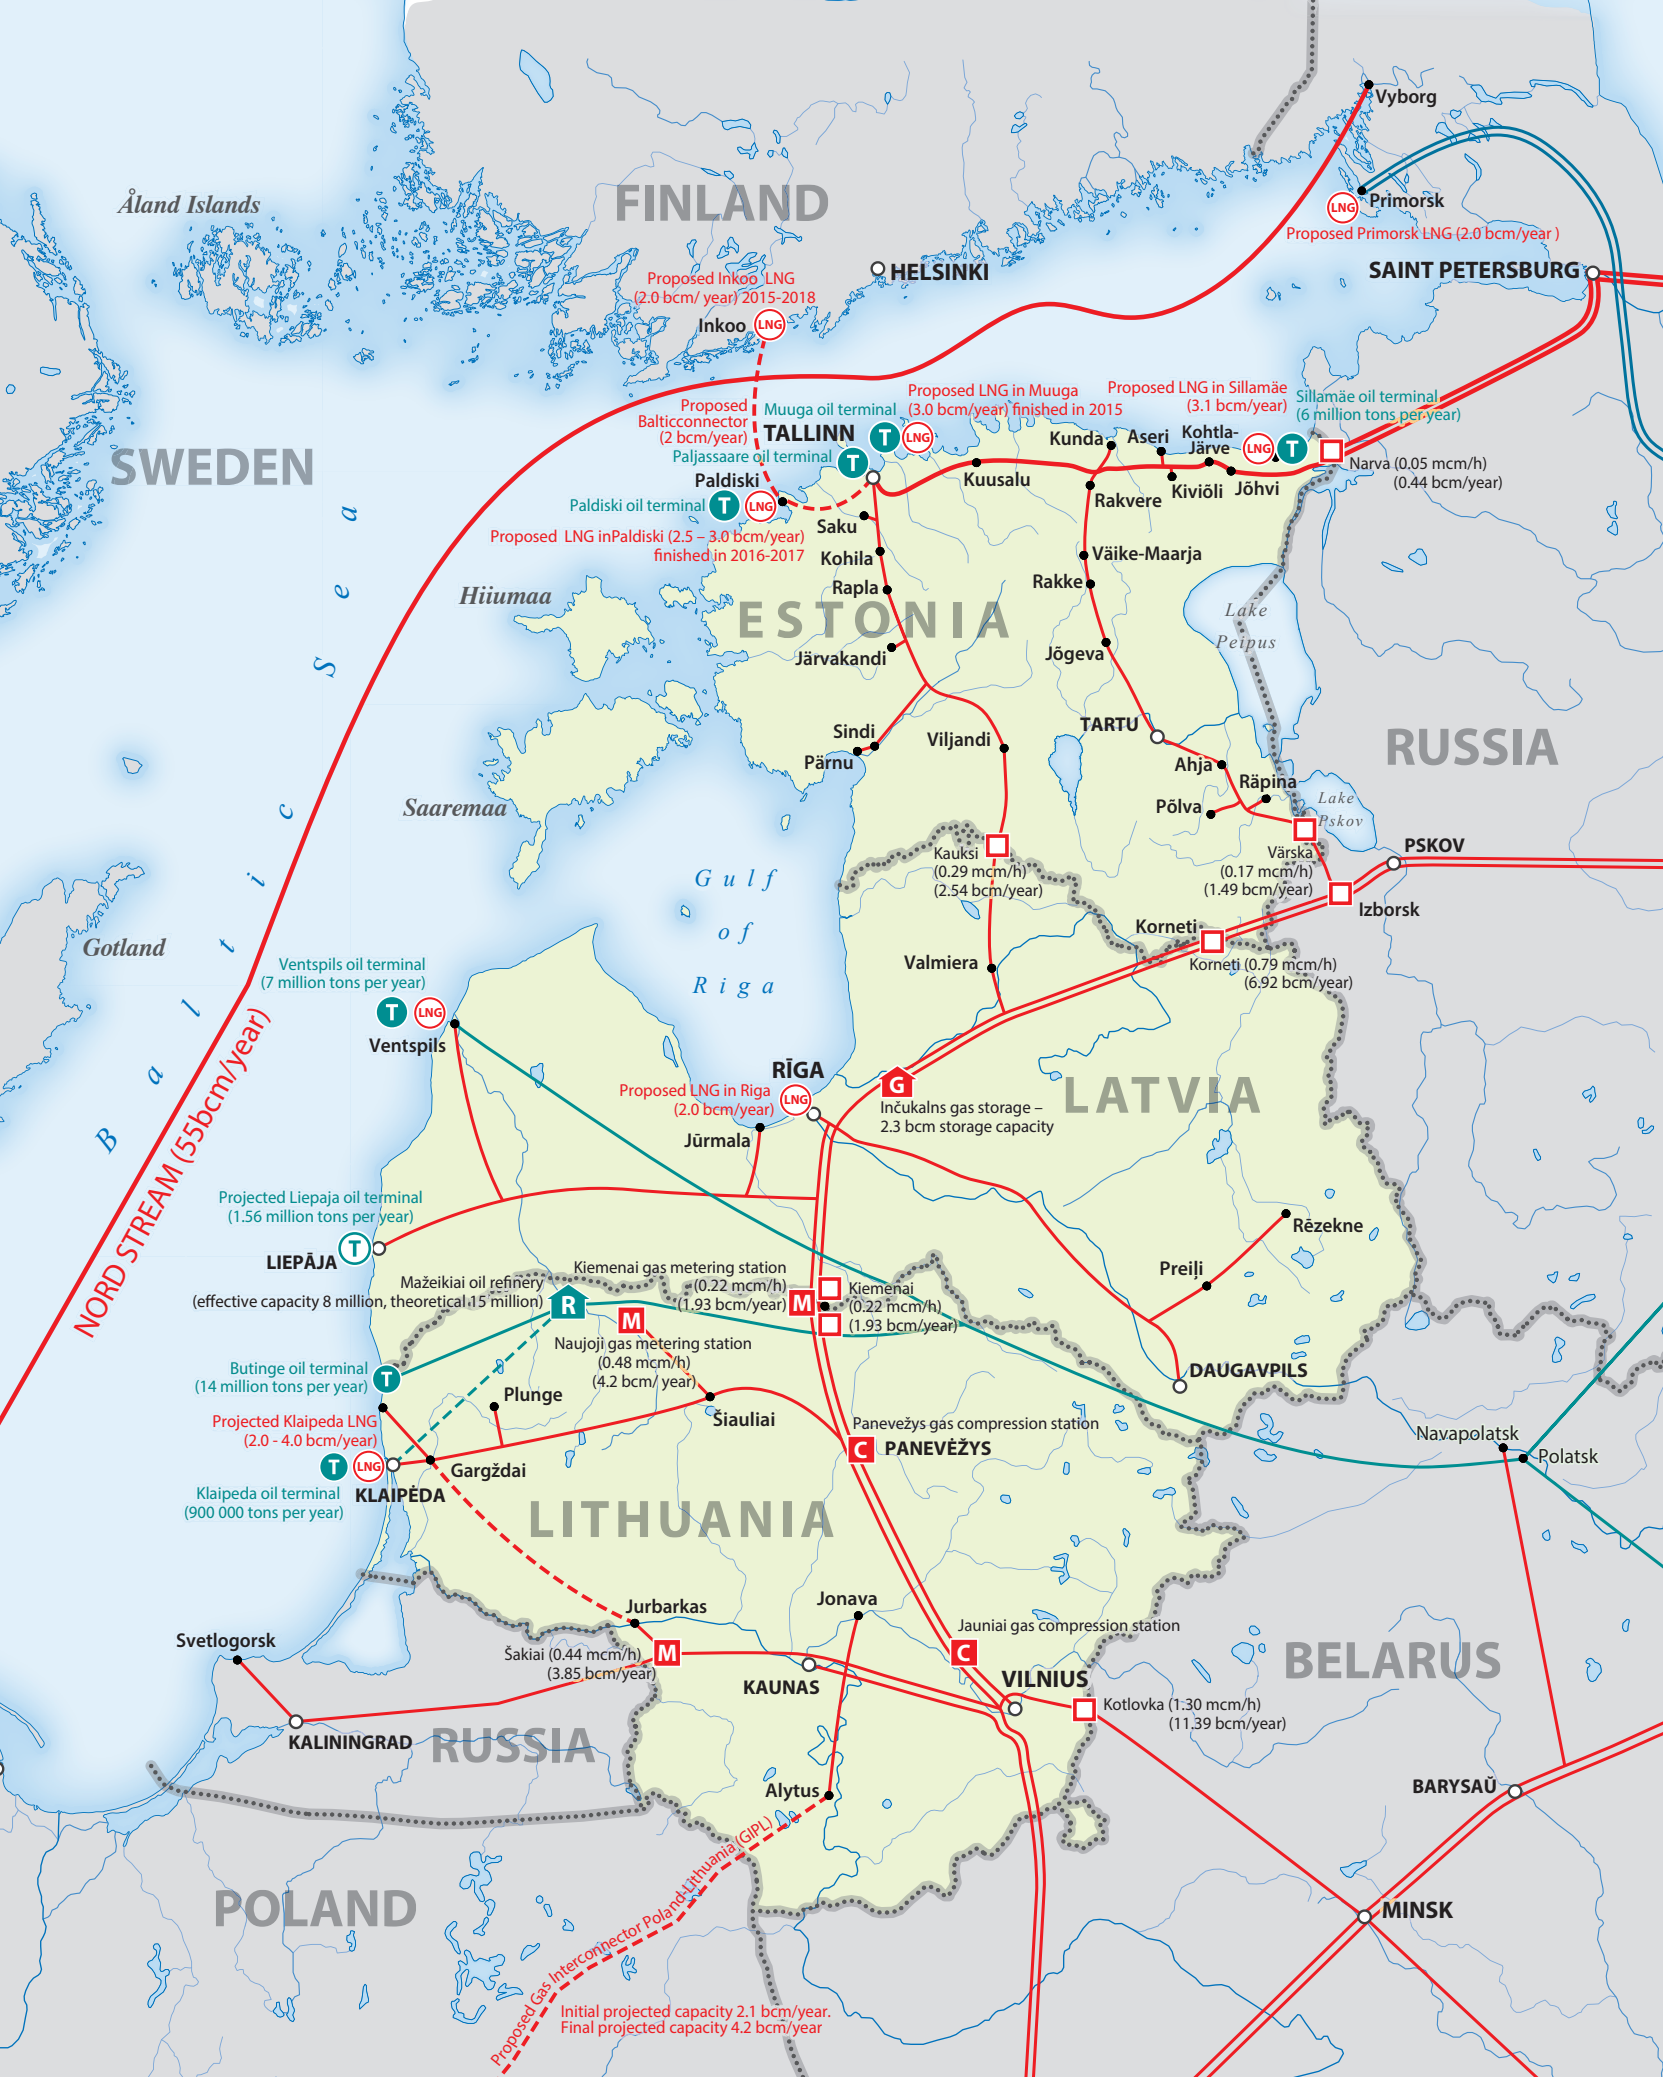 Vyborg
Åland Islands
FINLAND
Primorsk
LNG
Proposed Primorsk LNG (2.0 bcm/year )
SAINT PETERSBURG
HELSINKI
Proposed Inkoo LNG
(2.0 bcm/ year) 2015-2018
Inkoo
LNG
Proposed
Balticconnector
(2 bcm/year)
Muuga oil terminal
TALLINN
T
LNG
Proposed LNG in Muuga
(3.0 bcm/year) finished in 2015
Proposed LNG in Sillamäe
(3.1 bcm/year)
Sillamäe oil terminal
(6 million tons per year)
Paljassaare oil terminal
T
Paldiski
Paldiski oil terminal
T
LNG
Proposed LNG inPaldiski (2.5 – 3.0 bcm/year)
finished in 2016-2017
Kunda
Aseri
Kohtla-
Järve
LNG
T
Narva (0.05 mcm/h)
(0.44 bcm/year)
Kuusalu
Rakvere
Kiviõli
Jõhvi
SWEDEN
Saku
Kohila
Rapla
Väike-Maarja
Rakke
Hiiumaa
ESTONIA
Lake
Peipus
Järvakandi
Jõgeva
Sindi
Pärnu
Viljandi
TARTU
RUSSIA
Ahja
Räpina
Põlva
Lake
Pskov
Saaremaa
Baltic Sea
PSKOV
Kauksi
(0.29 mcm/h)
(2.54 bcm/year)
Värska
(0.17 mcm/h)
(1.49 bcm/year)
Izborsk
Gulf
of
Riga
Gotland
Korneti
Korneti (0.79 mcm/h)
(6.92 bcm/year)
Valmiera
Ventspils oil terminal
(7 million tons per year)
T
LNG
Ventspils
NORD STREAM (55bcm/year)
RĪGA
Proposed LNG in Riga
(2.0 bcm/year)
LNG
G
Inčukalns gas storage –
2.3 bcm storage capacity
LATVIA
Jūrmala
Projected Liepaja oil terminal
(1.56 million tons per year)
LIEPĀJA
T
Rēzekne
Preiļi
Mažeikiai oil refinery
(effective capacity 8 million, theoretical 15 million)
R
Kiemenai gas metering station
(0.22 mcm/h)
(1.93 bcm/year)
M
Kiemenai
(0.22 mcm/h)
(1.93 bcm/year)
M
Naujoji gas metering station
(0.48 mcm/h)
(4.2 bcm/ year)
Butinge oil terminal
(14 million tons per year)
T
DAUGAVPILS
Plunge
Šiauliai
Projected Klaipeda LNG
(2.0 - 4.0 bcm/year)
T
LNG
Gargždai
KLAIPĖDA
Klaipeda oil terminal
(900 000 tons per year)
Panevežys gas compression station
C
PANEVĖŽYS
Navapolatsk
Polatsk
LITHUANIA
Jurbarkas
Jonava
Jauniai gas compression station
C
Svetlogorsk
Šakiai (0.44 mcm/h)
(3.85 bcm/year)
M
KAUNAS
VILNIUS
BELARUS
Kotlovka (1.30 mcm/h)
(11.39 bcm/year)
KALININGRAD
RUSSIA
Alytus
BARYSAŬ
POLAND
MINSK
Proposed Gas Interconnector Poland-Lithuania (GIPL)
Initial projected capacity 2.1 bcm/year.
Final projected capacity 4.2 bcm/year